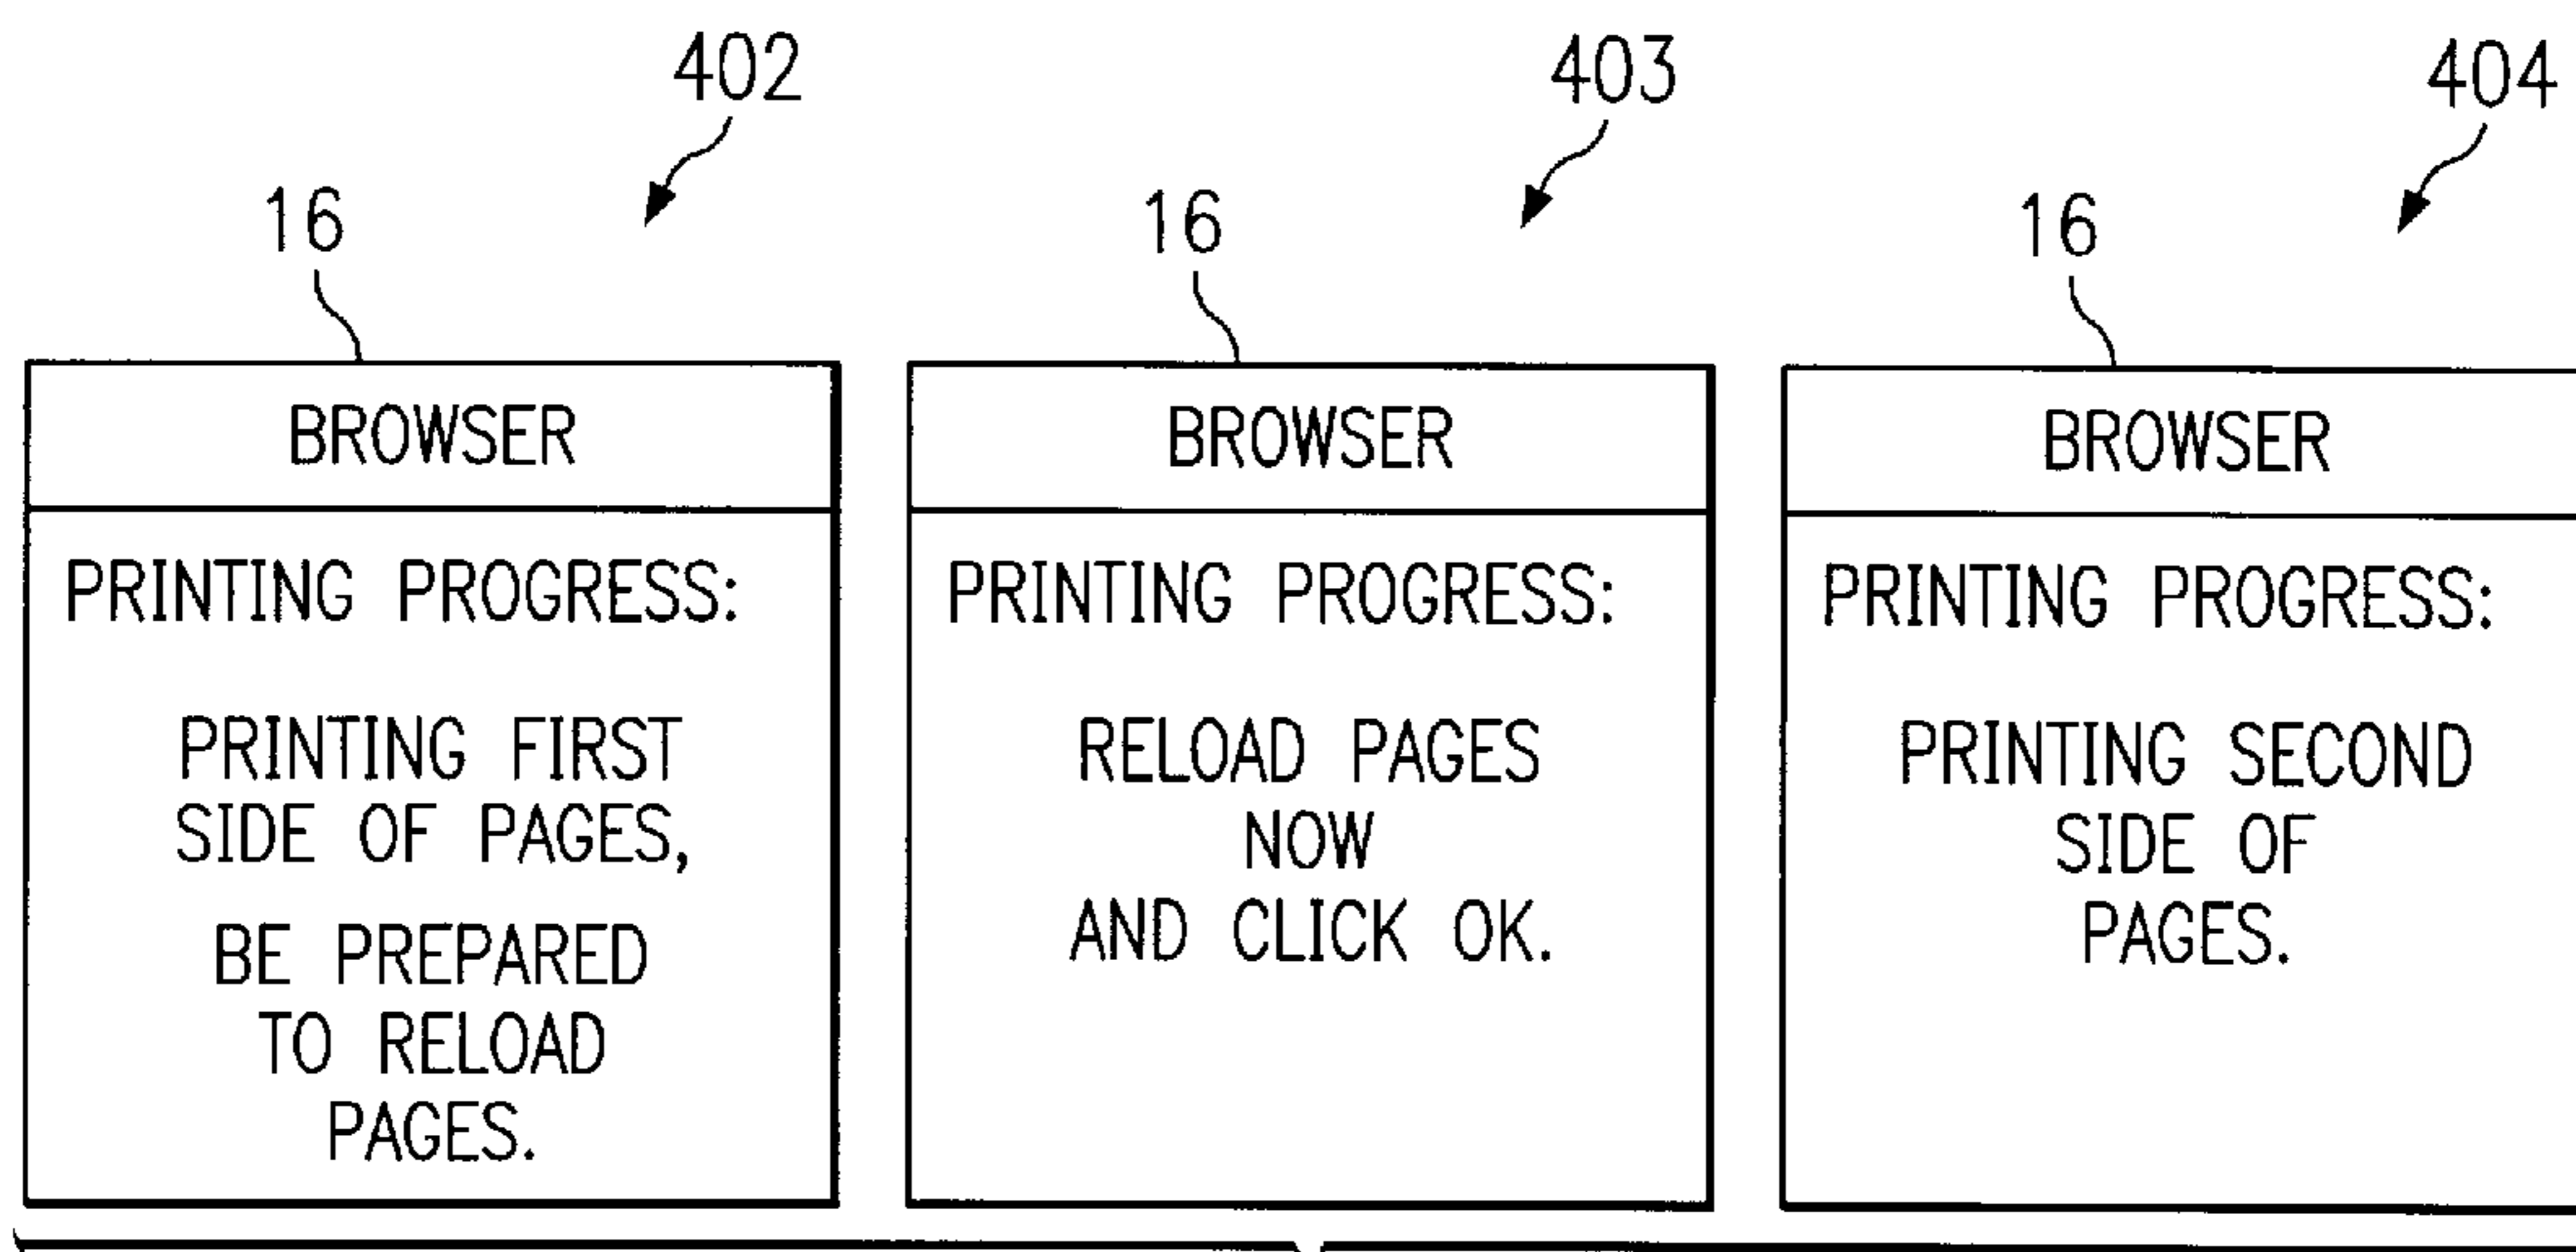 402
403
404
16
16
16
BROWSER
PRINTING PROGRESS:
PRINTING FIRST
SIDE OF PAGES,
BE PREPARED
TO RELOAD
PAGES.
BROWSER
PRINTING PROGRESS:
RELOAD PAGES
NOW
AND CLICK OK.
BROWSER
PRINTING PROGRESS:
PRINTING SECOND
SIDE OF
PAGES.